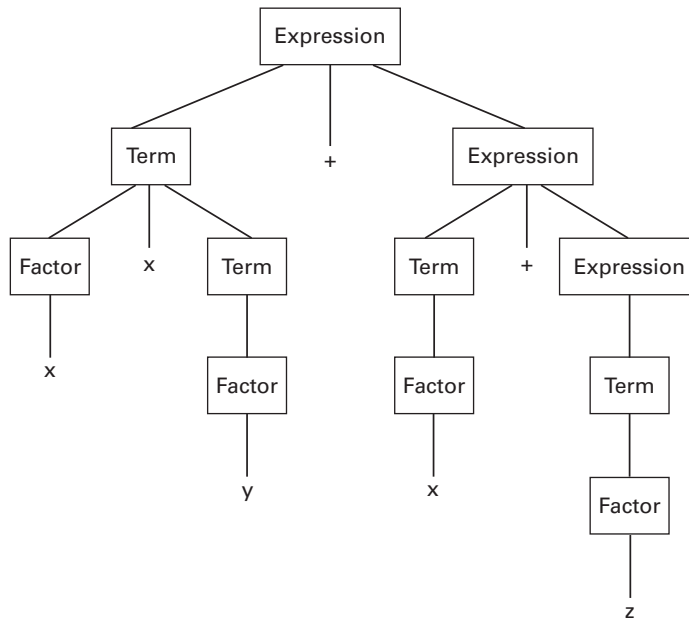 Expression
Term + Expression
Factor x Term Term + Expression
x Factor Factor Term
y x Factor
z